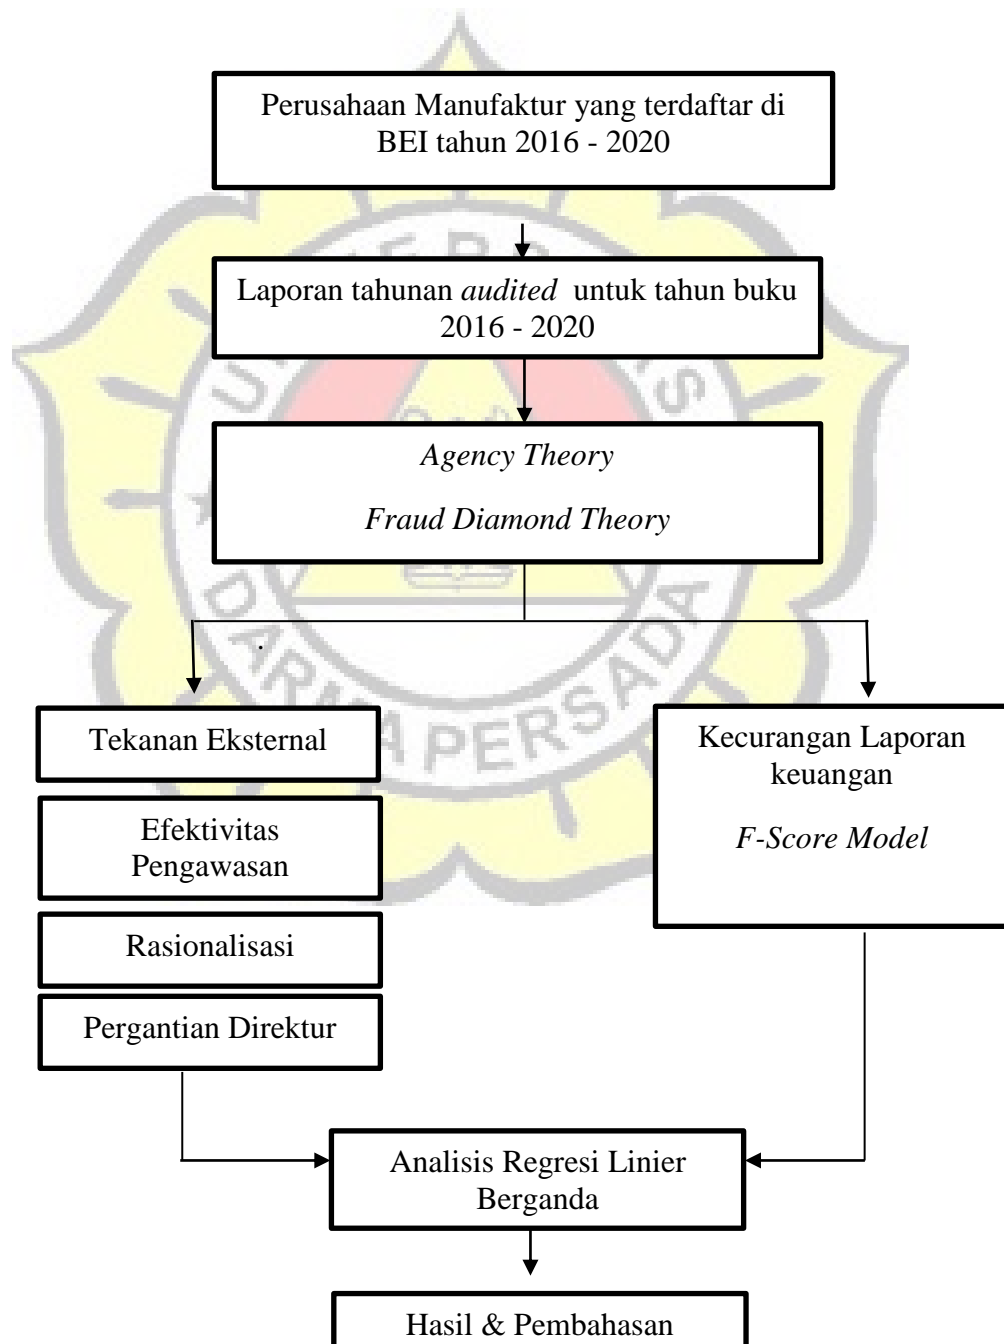 Perusahaan Manufaktur yang terdaftar di
BEI tahun 2016 - 2020
Laporan tahunan audited untuk tahun buku
2016 - 2020
Agency Theory
Fraud Diamond Theory
Tekanan Eksternal
Efektivitas
Pengawasan
Rasionalisasi
Pergantian Direktur
Kecurangan Laporan
keuangan
F-Score Model
Analisis Regresi Linier
Berganda
Hasil & Pembahasan
DARMA PERSADA